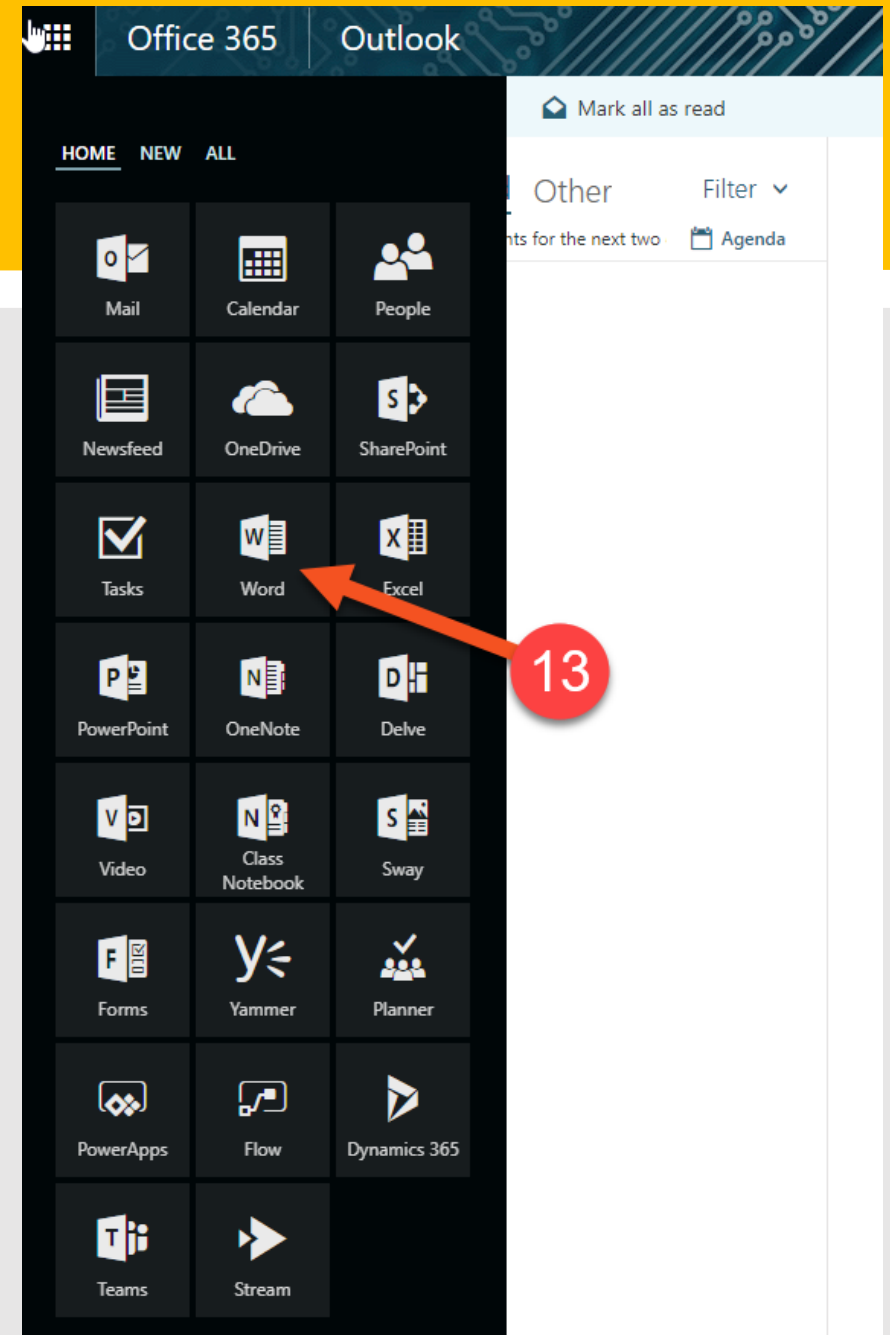 Office 365 Outlook
Mark all as read
HOME NEW ALL
Other Filter
nts for the next two Agenda
Mail Calendar People
Newsfeed OneDrive SharePoint
Tasks Word Excel
13
PowerPoint OneNote Delve
Video Class Notebook Sway
Forms Yammer Planner
PowerApps Flow Dynamics 365
Teams Stream